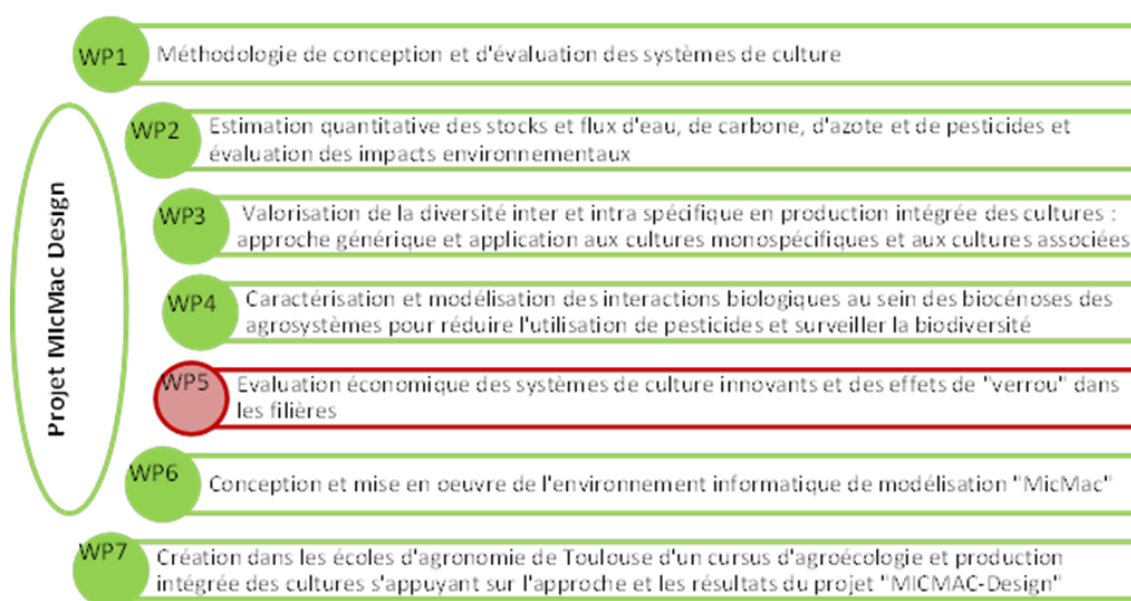 WP1
Méthodologie de conception et d'évaluation des systèmes de culture
Projet MicMac Design
WP2
Estimation quantitative des stocks et flux d'eau, de carbone, d'azote et de pesticides et
évaluation des impacts environnementaux
WP3
Valorisation de la diversité inter et intra spécifique en production intégrée des cultures :
approche générique et application aux cultures monospécifiques et aux cultures associées
WP4
Caractérisation et modélisation des interactions biologiques au sein des biocénoses des
agrosystèmes pour réduire l'utilisation de pesticides et surveiller la biodiversité
WP5
Evaluation économique des systèmes de culture innovants et des effets de "verrou" dans
les filières
WP6
Conception et mise en oeuvre de l'environnement informatique de modélisation "MicMac"
WP7
Création dans les écoles d'agronomie de Toulouse d'un cursus d'agroécologie et production
intégrée des cultures s'appuyant sur l'approche et les résultats du projet "MICMAC-Design"